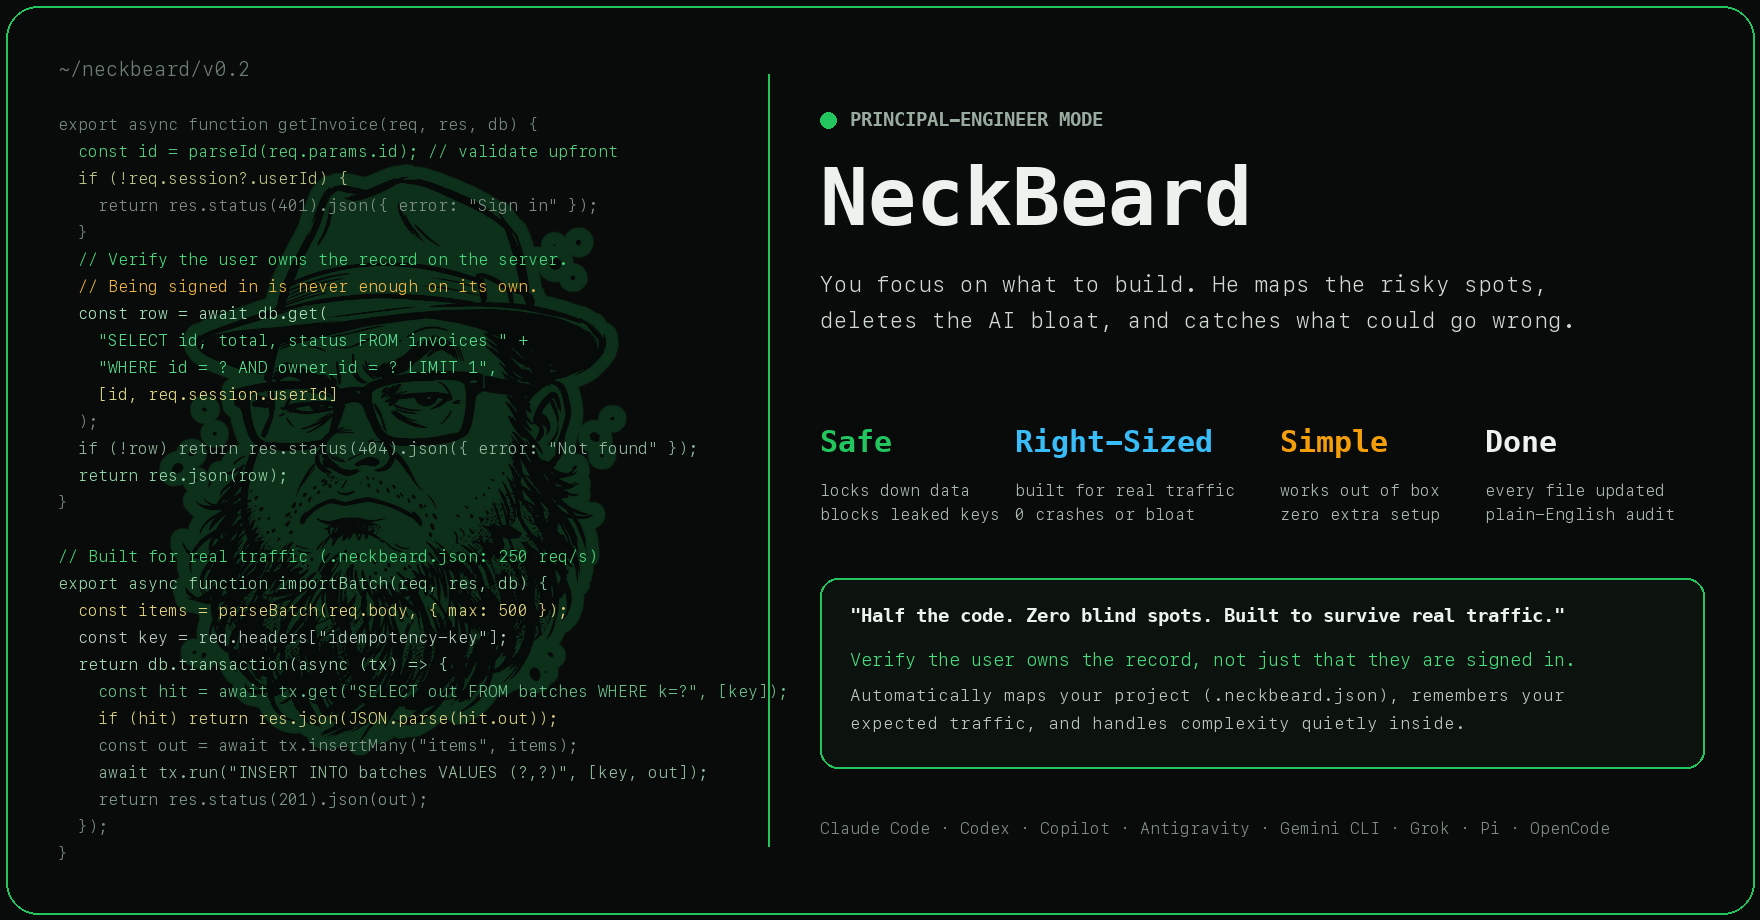 ~/neckbeard/v0.2
export async function getInvoice(req, res, db) {
const id = parseId(req.params.id); // validate upfront
if (!req.session?.userId) {
return res.status(401).json({ error: "Sign in" });
}
// Verify the user owns the record on the server.
// Being signed in is never enough on its own.
const row = await db.get(
"SELECT id, total, status FROM invoices " +
"WHERE id = ? AND owner_id = ? LIMIT 1",
[id, req.session.userId]
);
if (!row) return res.status(404).json({ error: "Not found" });
return res.json(row);
}
// Built for real traffic (.neckbeard.json: 250 req/s)
export async function importBatch(req, res, db) {
const items = parseBatch(req.body, { max: 500 });
const key = req.headers["idempotency-key"];
return db.transaction(async (tx) => {
const hit = await tx.get("SELECT out FROM batches WHERE k=?", [key]);
if (hit) return res.json(JSON.parse(hit.out));
const out = await tx.insertMany("items", items);
await tx.run("INSERT INTO batches VALUES (?,?)", [key, out]);
return res.status(201).json(out);
});
}
PRINCIPAL-ENGINEER MODE
NeckBeard
You focus on what to build. He maps the risky spots,
deletes the AI bloat, and catches what could go wrong.
Safe
locks down data
blocks leaked keys
Right-Sized
built for real traffic
0 crashes or bloat
Simple
works out of box
zero extra setup
Done
every file updated
plain-English audit
"Half the code. Zero blind spots. Built to survive real traffic."
Verify the user owns the record, not just that they are signed in.
Automatically maps your project (.neckbeard.json), remembers your
expected traffic, and handles complexity quietly inside.
Claude Code · Codex · Copilot · Antigravity · Gemini CLI · Grok · Pi · OpenCode